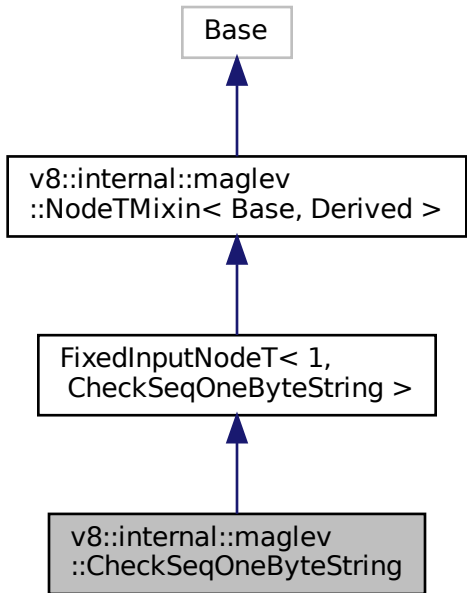 Base
v8::internal::maglev
::NodeTMixin< Base, Derived >
FixedInputNodeT< 1,
CheckSeqOneByteString >
v8::internal::maglev
::CheckSeqOneByteString